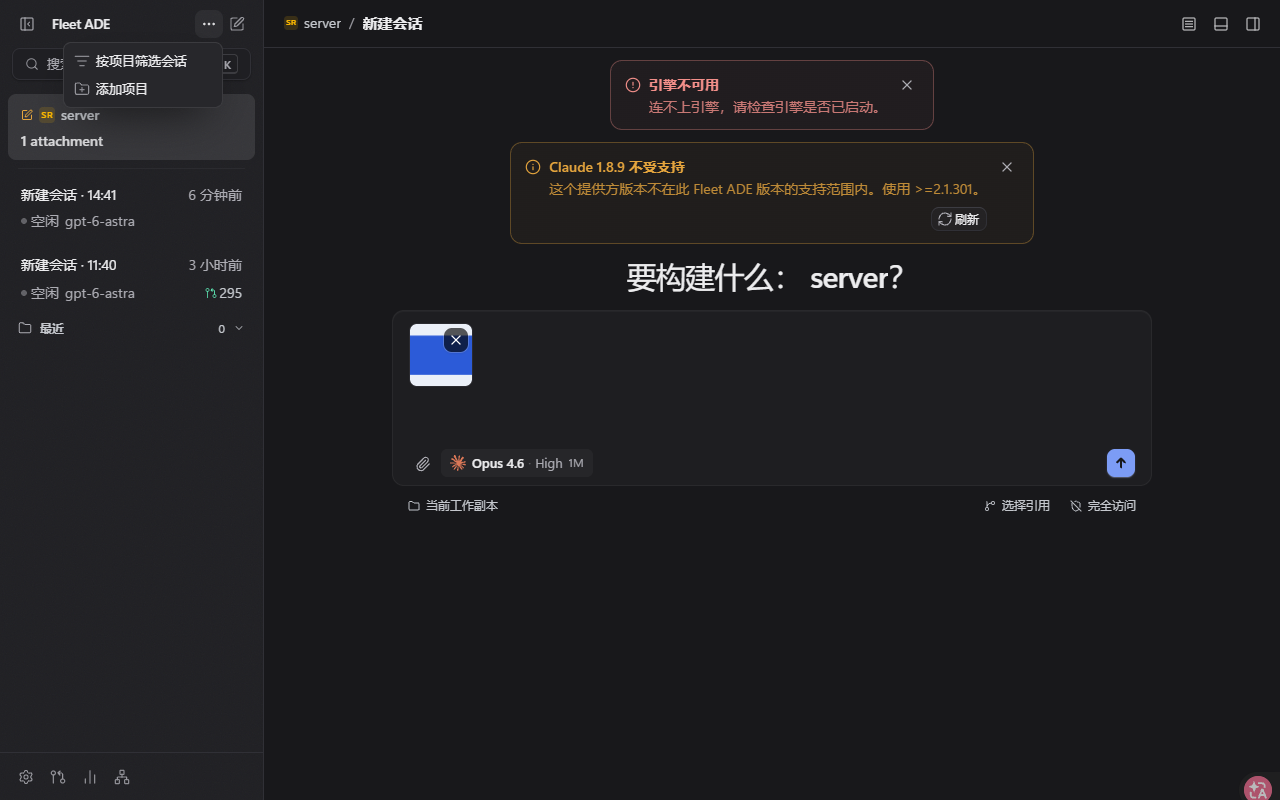 Fleet ADE
搜
K
按项目筛选会话
添加项目
SR server
1 attachment
新建会话 · 14:41 6 分钟前
空闲 gpt-6-astra
新建会话 · 11:40 3 小时前
空闲 gpt-6-astra 295
最近 0
SR server / 新建会话
引擎不可用
连不上引擎，请检查引擎是否已启动。
Claude 1.8.9 不受支持
这个提供方版本不在此 Fleet ADE 版本的支持范围内。使用 >=2.1.301。
刷新
要构建什么： server？
Opus 4.6 · High 1M
当前工作副本 选择引用 完全访问